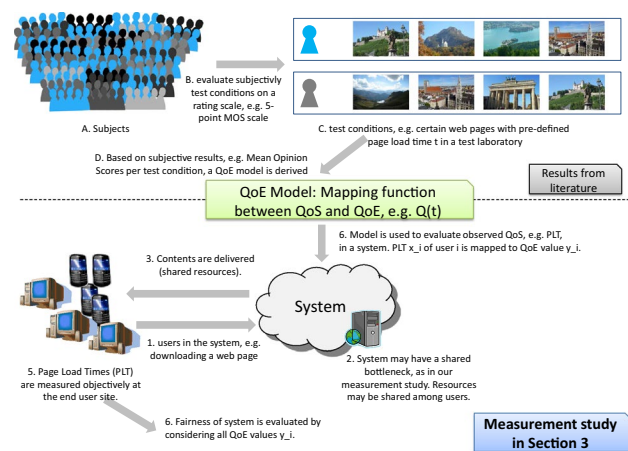 B. evaluate subjectivly
test conditions on a
rating scale, e.g. 5-
point MOS scale
A. Subjects
C. test conditions, e.g. certain web pages with pre-defined
page load time t in a test laboratory
D. Based on subjective results, e.g. Mean Opinion
Scores per test condition, a QoE model is derived
Results from
literature
QoE Model: Mapping function
between QoS and QoE, e.g. Q(t)
6. Model is used to evaluate observed QoS, e.g. PLT,
in a system. PLT x_i of user i is mapped to QoE value y_i.
3. Contents are delivered
(shared resources).
System
1. users in the system, e.g.
downloading a web page
2. System may have a shared
bottleneck, as in our
measurement study. Resources
may be shared among users.
5. Page Load Times (PLT)
are measured objectively at
the end user site.
6. Fairness of system is evaluated by
considering all QoE values y_i.
Measurement study
in Section 3